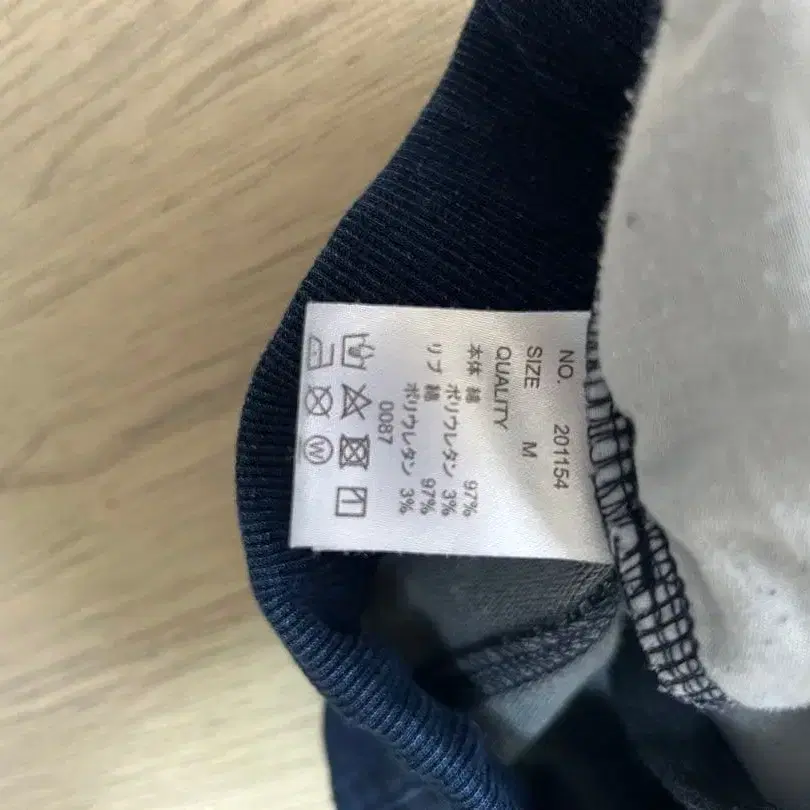 NO. 201154
SIZE M
QUALITY
本体 綿 97%
ポリウレタン 3%
リブ 綿 97%
ポリウレタン 3%
0087
W